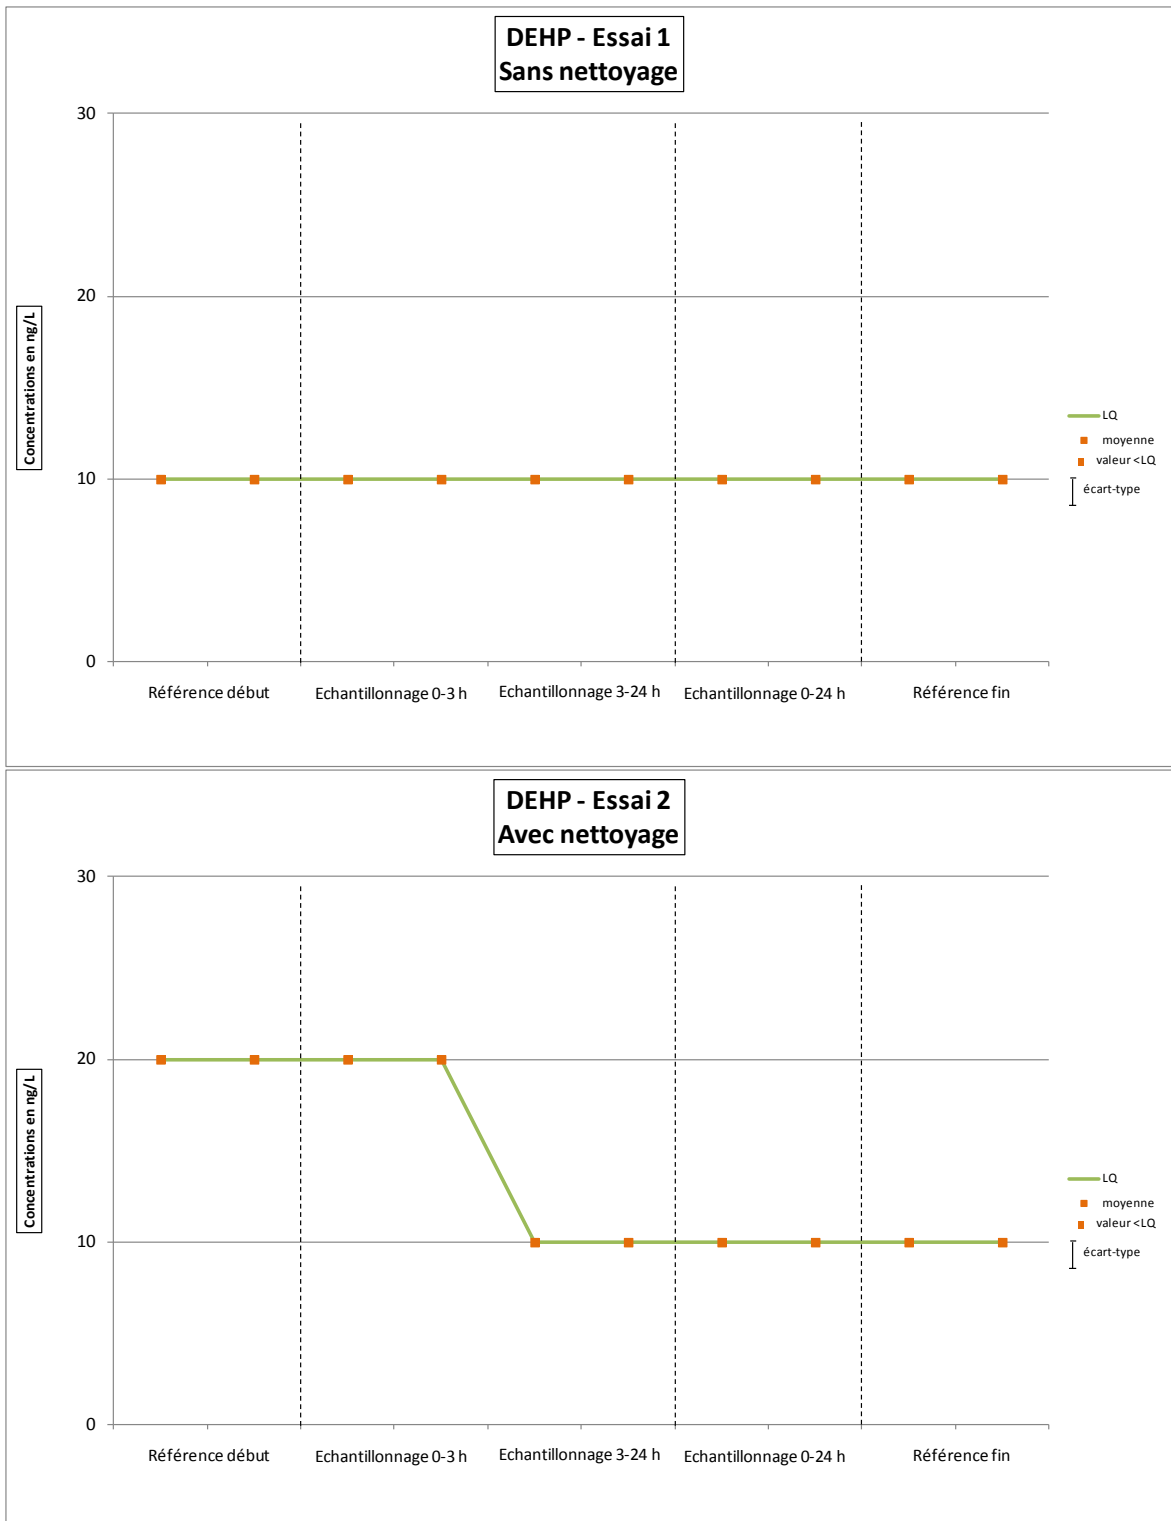 DEHP - Essai 1
Sans nettoyage
30
20
10
0
Concentrations en ng/L
Référence début
Echantillonnage 0-3 h
Echantillonnage 3-24 h
Echantillonnage 0-24 h
Référence fin
LQ
moyenne
valeur <LQ
écart-type
DEHP - Essai 2
Avec nettoyage
30
20
10
0
Concentrations en ng/L
Référence début
Echantillonnage 0-3 h
Echantillonnage 3-24 h
Echantillonnage 0-24 h
Référence fin
LQ
moyenne
valeur <LQ
écart-type